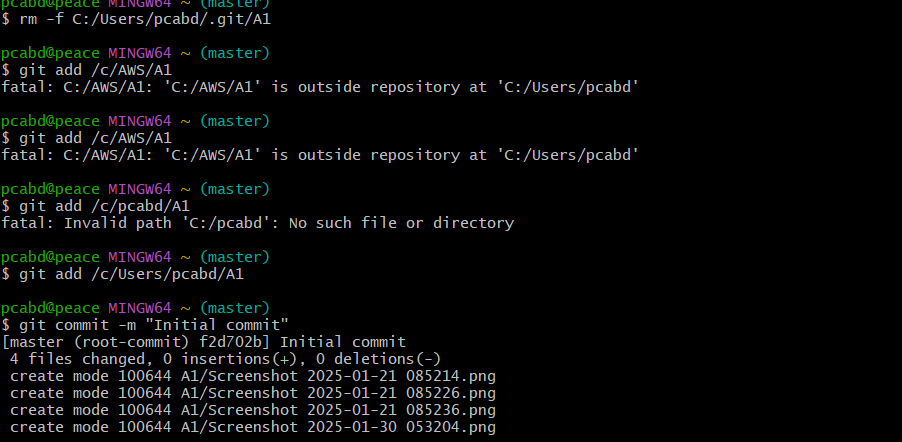 pcabd@peace MINGW64 ~ (master)
$ rm -f C:/Users/pcabd/.git/A1
pcabd@peace MINGW64 ~ (master)
$ git add /c/AWS/A1
fatal: C:/AWS/A1: 'C:/AWS/A1' is outside repository at 'C:/Users/pcabd'
pcabd@peace MINGW64 ~ (master)
$ git add /c/AWS/A1
fatal: C:/AWS/A1: 'C:/AWS/A1' is outside repository at 'C:/Users/pcabd'
pcabd@peace MINGW64 ~ (master)
$ git add /c/pcabd/A1
fatal: Invalid path 'C:/pcabd': No such file or directory
pcabd@peace MINGW64 ~ (master)
$ git add /c/Users/pcabd/A1
pcabd@peace MINGW64 ~ (master)
$ git commit -m "Initial commit"
[master (root-commit) f2d702b] Initial commit
 4 files changed, 0 insertions(+), 0 deletions(-)
 create mode 100644 A1/Screenshot 2025-01-21 085214.png
 create mode 100644 A1/Screenshot 2025-01-21 085226.png
 create mode 100644 A1/Screenshot 2025-01-21 085236.png
 create mode 100644 A1/Screenshot 2025-01-30 053204.png